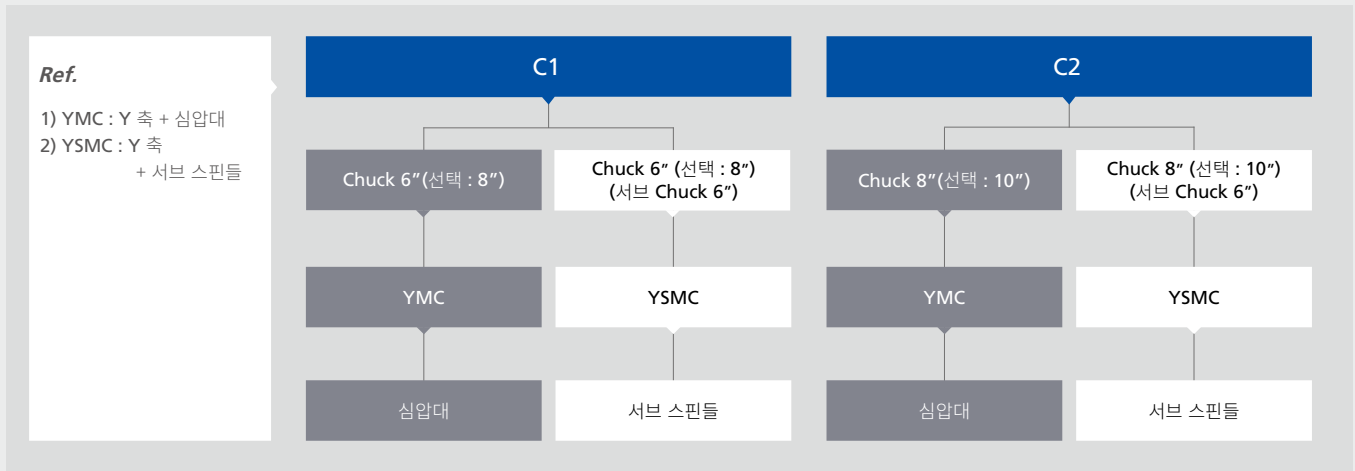 Ref.
1) YMC : Y 축 + 심압대
2) YSMC : Y 축
+ 서브 스핀들
C1
Chuck 6”(선택 : 8”)
Chuck 6” (선택 : 8”)
(서브 Chuck 6”)
YMC
YSMC
심압대
서브 스핀들
C2
Chuck 8”(선택 : 10”)
Chuck 8” (선택 : 10”)
(서브 Chuck 6”)
YMC
YSMC
심압대
서브 스핀들